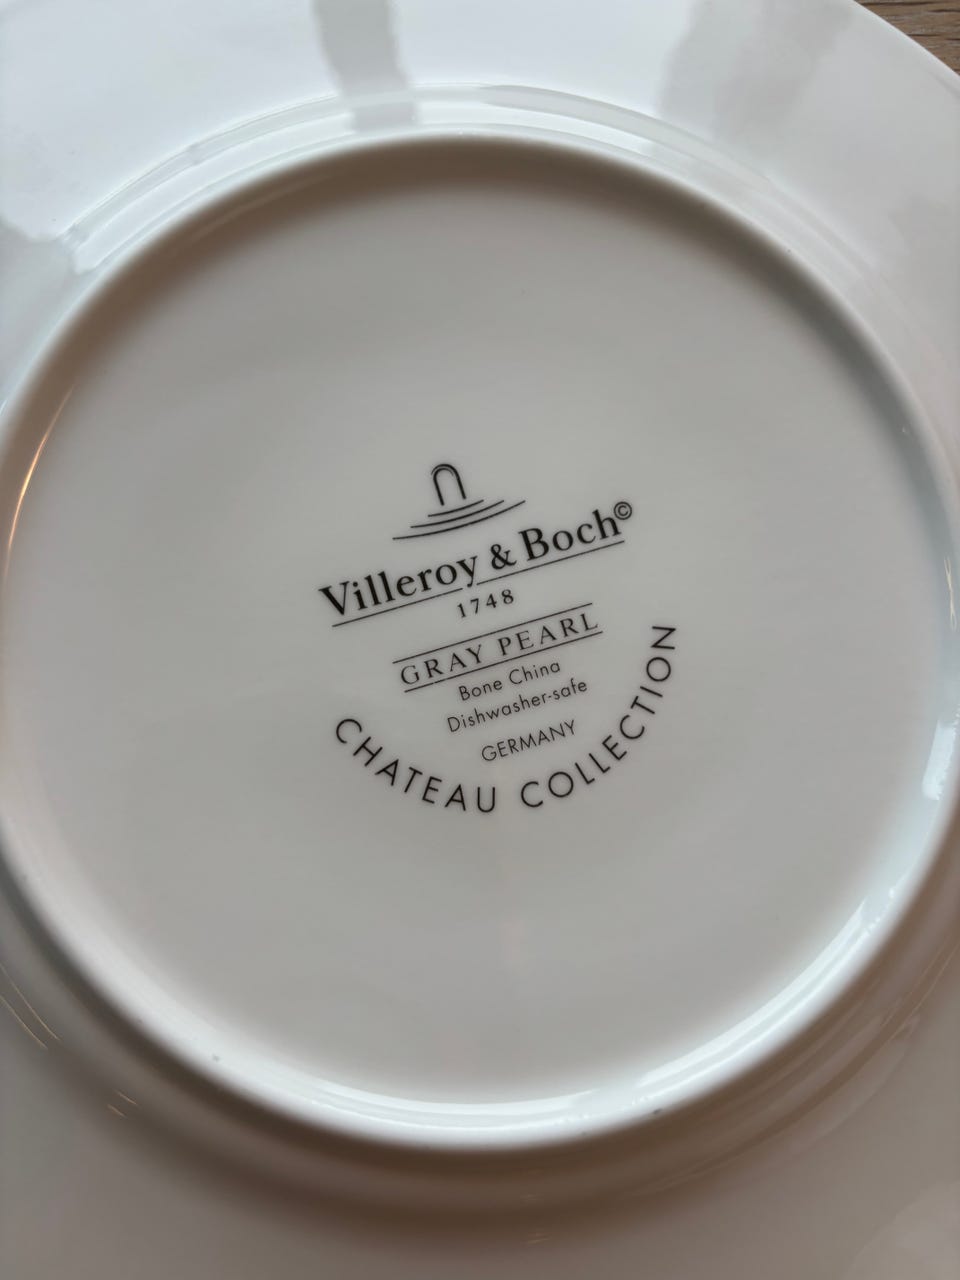 Villeroy & Boch©
1748
GRAY PEARL
Bone China
Dishwasher-safe
GERMANY
CHATEAU COLLECTION